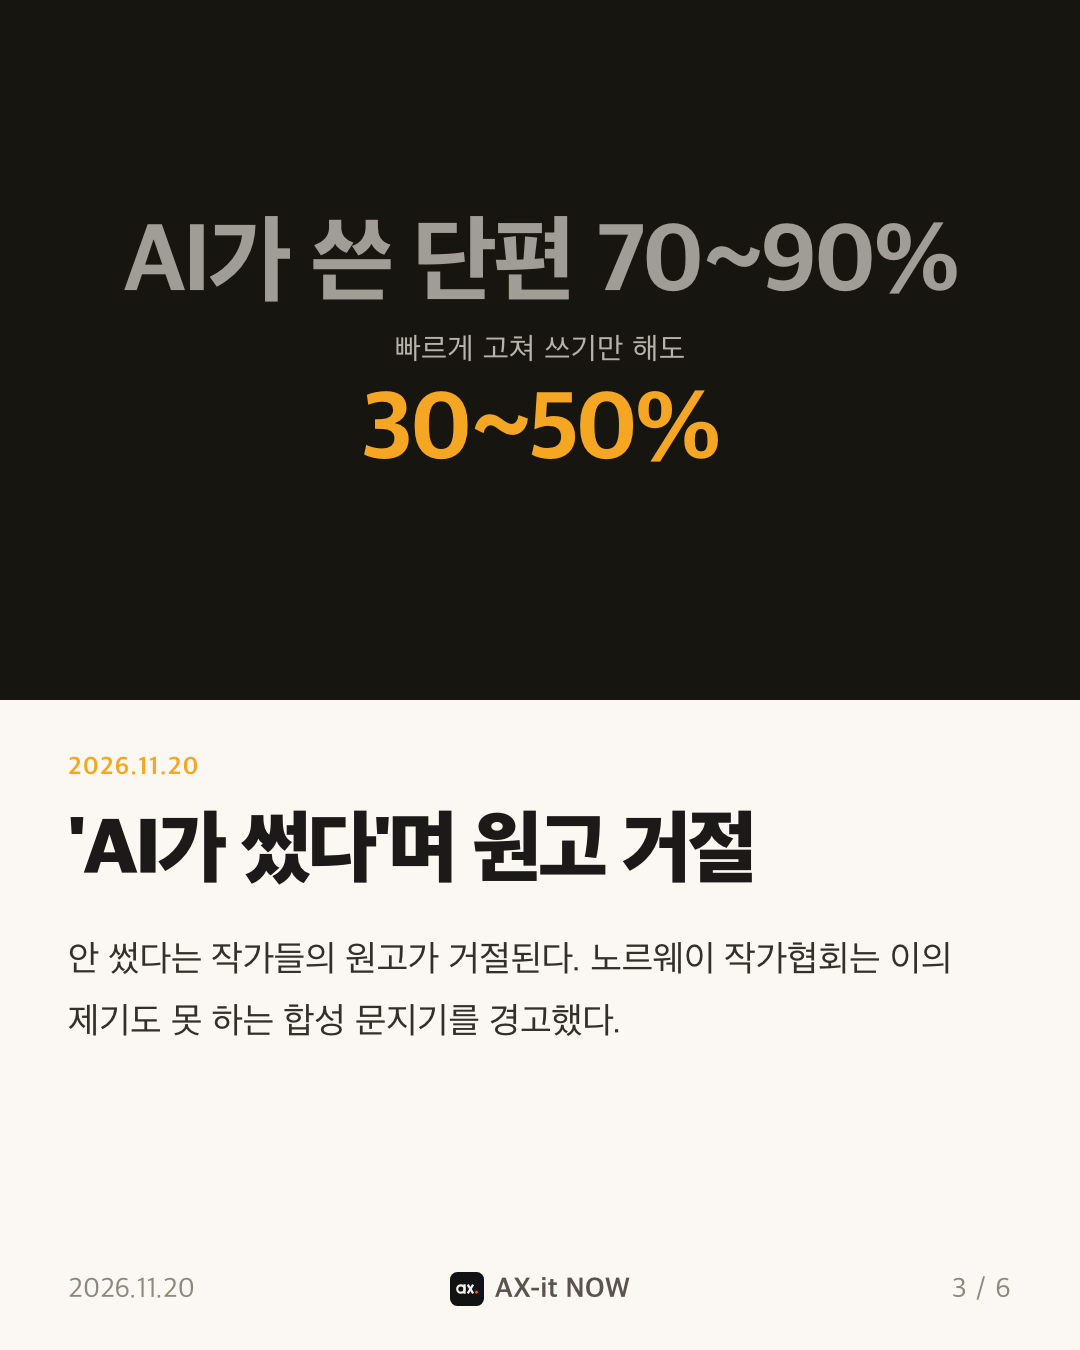 AI가 쓴 단편 70~90%
빠르게 고쳐 쓰기만 해도
30~50%
2026.11.20
'AI가 썼다'며 원고 거절
안 썼다는 작가들의 원고가 거절된다. 노르웨이 작가협회는 이의
제기도 못 하는 합성 문지기를 경고했다.
2026.11.20
ax.
AX-it NOW
3 / 6